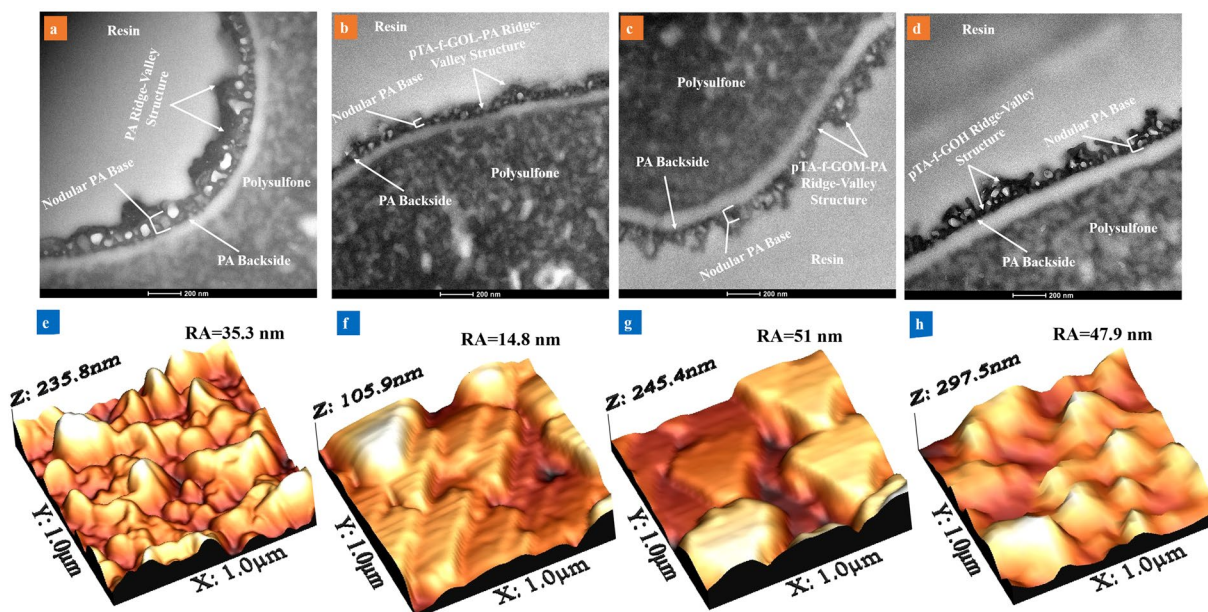 a
Resin
PA Ridge-Valley
Structure
Nodular PA Base
Polysulfone
PA Backside
200 nm
b
Resin
pTA-f-GOL-PA Ridge-
Valley Structure
Nodular PA Base
Polysulfone
PA Backside
200 nm
c
Polysulfone
PA Backside
pTA-f-GOM-PA
Ridge-Valley
Structure
Nodular PA Base
Resin
200 nm
d
Resin
pTA-f-GOH Ridge-Valley
Structure
Nodular PA Base
Polysulfone
PA Backside
200 nm
e
RA=35.3 nm
Z: 235.8nm
Y: 1.0µm
X: 1.0µm
f
RA=14.8 nm
Z: 105.9nm
Y: 1.0µm
X: 1.0µm
g
RA=51 nm
Z: 245.4nm
Y: 1.0µm
X: 1.0µm
h
RA=47.9 nm
Z: 297.5nm
Y: 1.0µm
X: 1.0µm